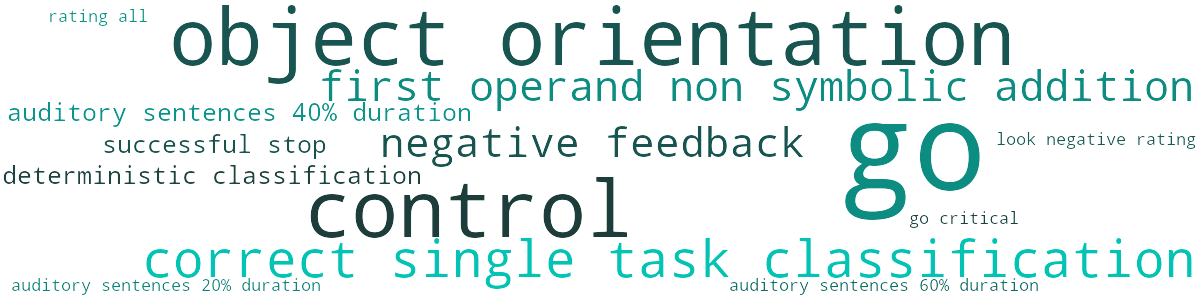 rating all
object orientation
first operand non symbolic addition
auditory sentences 40% duration
negative feedback
go
successful stop
look negative rating
deterministic classification
control
go critical
correct single task classification
auditory sentences 20% duration
auditory sentences 60% duration